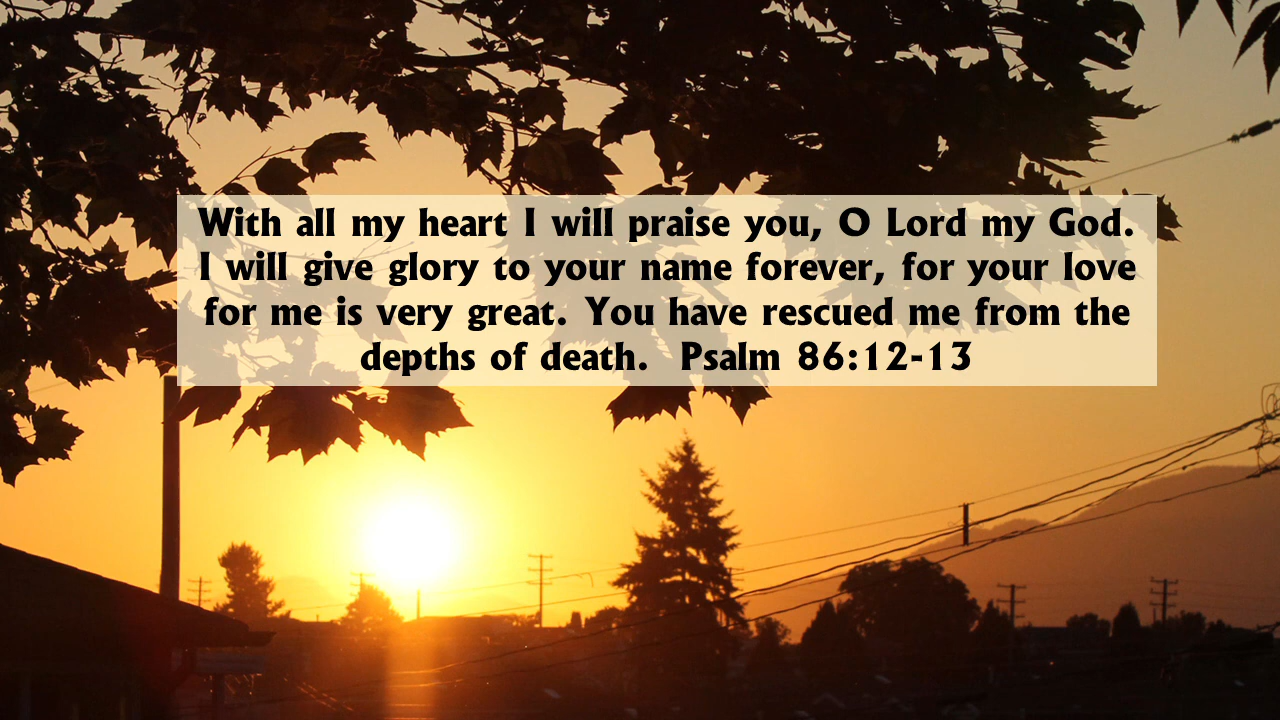 With all my heart I will praise you, O Lord my God.
I will give glory to your name forever, for your love
for me is very great. You have rescued me from the
depths of death.  Psalm 86:12-13